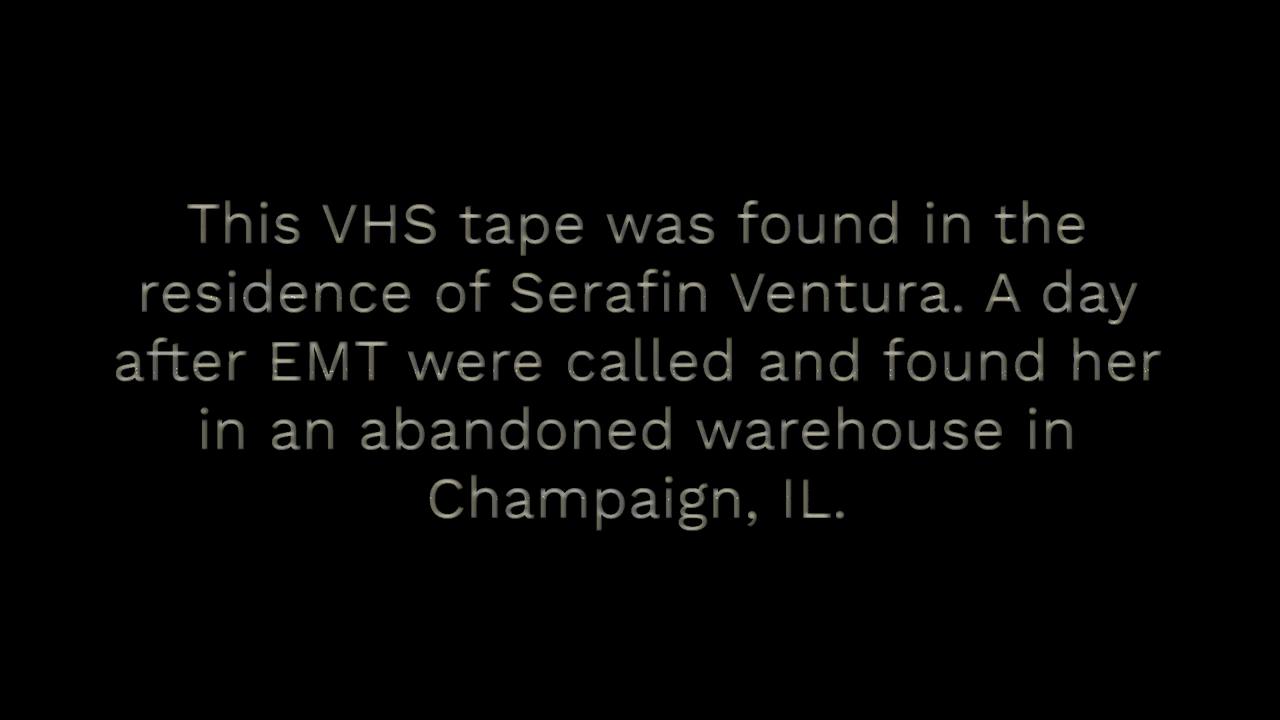 This VHS tape was found in the
residence of Serafin Ventura. A day
after EMT were called and found her
in an abandoned warehouse in
Champaign, IL.